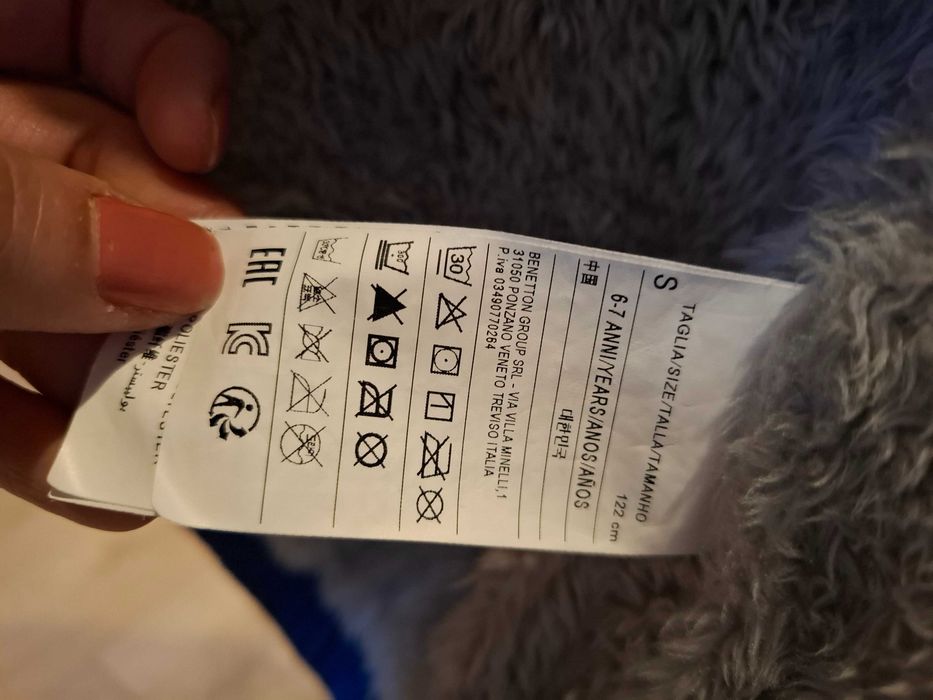 TAGLIA/SIZE/TALLA/TAMANHO
S 122 cm
6-7 ANNI/YEARS/ANOS/AÑOS
中国 대한민국
BENETTON GROUP SRL - VIA VILLA MINELLI,1
31050 PONZANO VENETO TREVISO ITALIA
P.iva 03490770264
30
30°
EAC